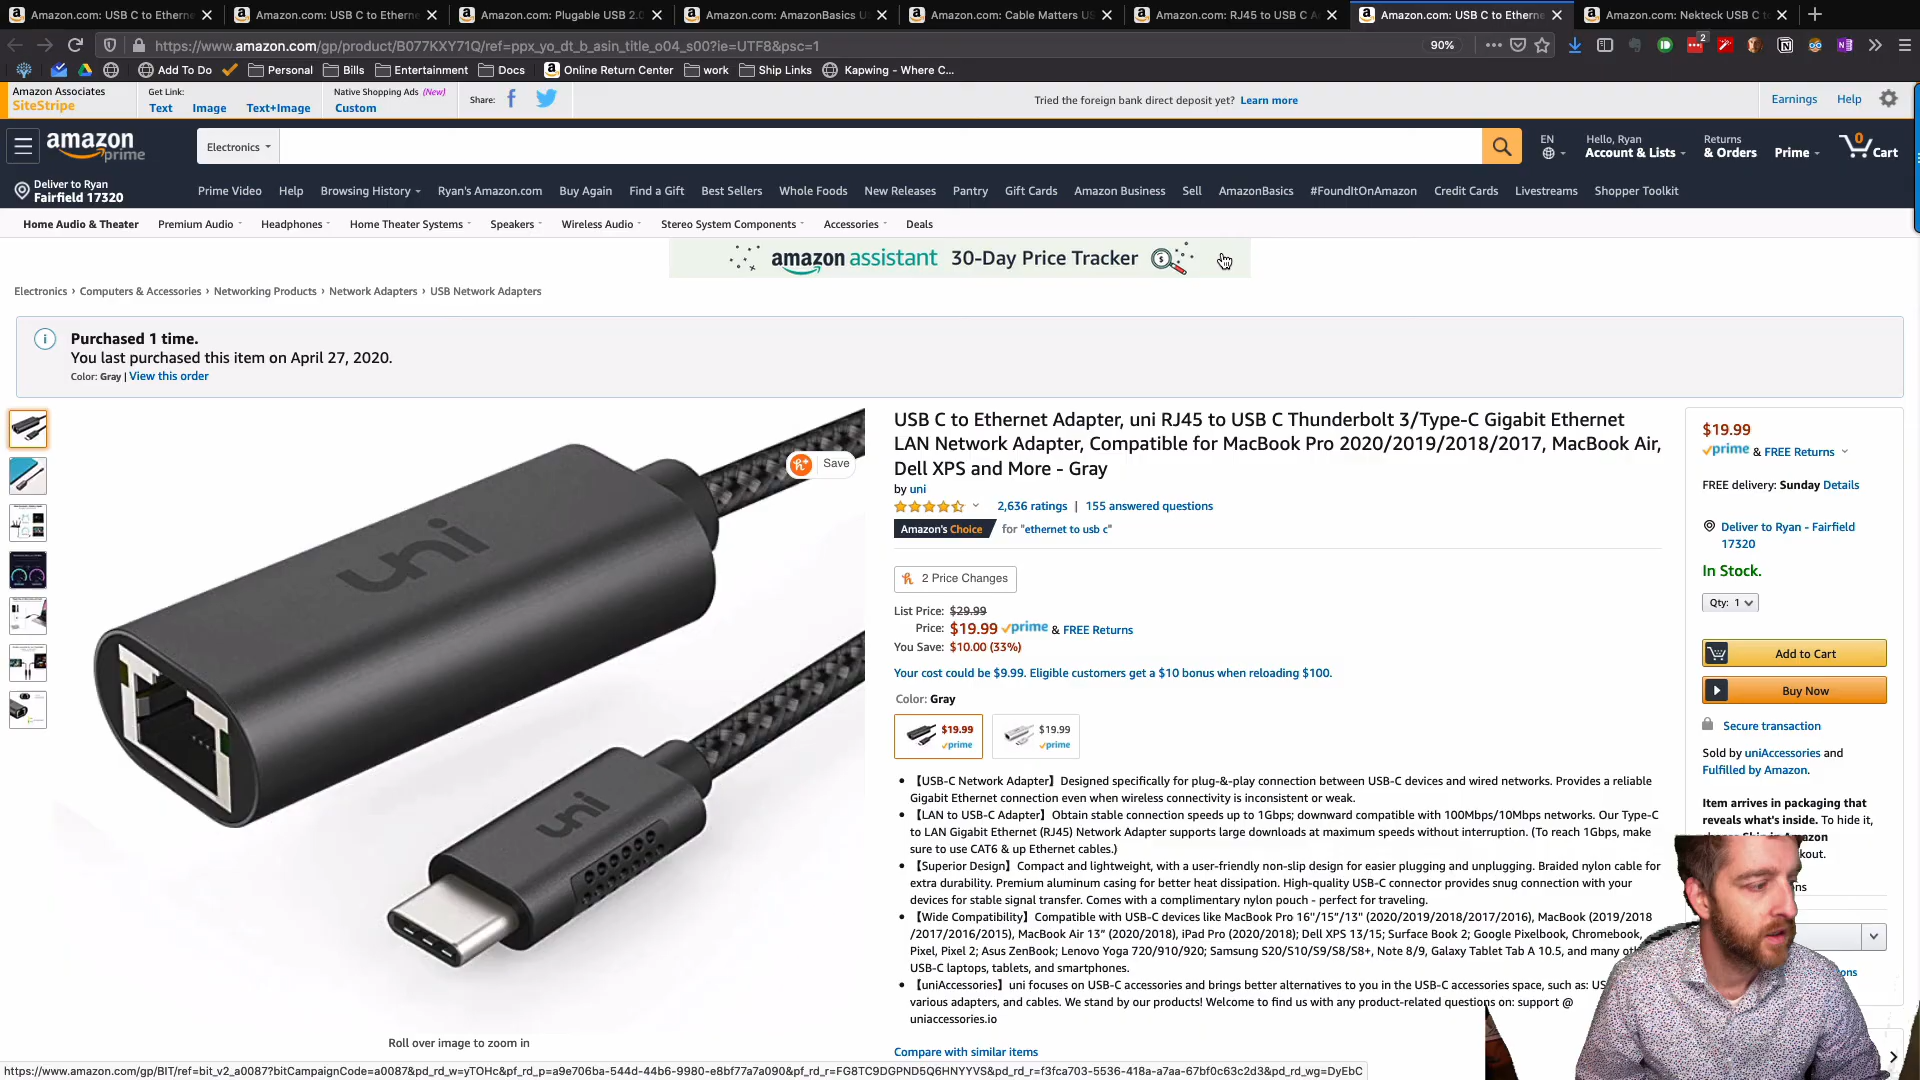 Amazon.com: USB C to Etherne
Amazon.com: USB C to Etherne
Amazon.com: Plugable USB 2.0
Amazon.com: AmazonBasics U
Amazon.com: Cable Matters US
Amazon.com: RJ45 to USB C A
Amazon.com: USB C to Etherne
Amazon.com: Nekteck USB C to
https://www.amazon.com/gp/product/B077KXY71Q/ref=ppx_yo_dt_b_asin_title_o04_s00?ie=UTF8&psc=1
90%
2
Add To Do
Personal
Bills
Entertainment
Docs
Online Return Center
work
Ship Links
Kapwing - Where C...
Amazon Associates
SiteStripe
Get Link:
Text
Image
Text+Image
Native Shopping Ads (New)
Custom
Share:
Tried the foreign bank direct deposit yet? Learn more
Earnings
Help
amazon
prime
Electronics
EN
Hello, Ryan
Account & Lists
Returns
& Orders
Prime
0
Cart
Deliver to Ryan
Fairfield 17320
Prime Video
Help
Browsing History
Ryan's Amazon.com
Buy Again
Find a Gift
Best Sellers
Whole Foods
New Releases
Pantry
Gift Cards
Amazon Business
Sell
AmazonBasics
#FoundItOnAmazon
Credit Cards
Livestreams
Shopper Toolkit
Home Audio & Theater
Premium Audio
Headphones
Home Theater Systems
Speakers
Wireless Audio
Stereo System Components
Accessories
Deals
amazon assistant 30-Day Price Tracker
Electronics › Computers & Accessories › Networking Products › Network Adapters › USB Network Adapters
Purchased 1 time.
You last purchased this item on April 27, 2020.
Color: Gray | View this order
uni
uni
Save
Roll over image to zoom in
USB C to Ethernet Adapter, uni RJ45 to USB C Thunderbolt 3/Type-C Gigabit Ethernet
LAN Network Adapter, Compatible for MacBook Pro 2020/2019/2018/2017, MacBook Air,
Dell XPS and More - Gray
by uni
2,636 ratings | 155 answered questions
Amazon's Choice for "ethernet to usb c"
2 Price Changes
List Price: $29.99
Price: $19.99 prime & FREE Returns
You Save: $10.00 (33%)
Your cost could be $9.99. Eligible customers get a $10 bonus when reloading $100.
Color: Gray
$19.99
prime
$19.99
prime
• 【USB-C Network Adapter】Designed specifically for plug-&-play connection between USB-C devices and wired networks. Provides a reliable
Gigabit Ethernet connection even when wireless connectivity is inconsistent or weak.
• 【LAN to USB-C Adapter】Obtain stable connection speeds up to 1Gbps; downward compatible with 100Mbps/10Mbps networks. Our Type-C
to LAN Gigabit Ethernet (RJ45) Network Adapter supports large downloads at maximum speeds without interruption. (To reach 1Gbps, make
sure to use CAT6 & up Ethernet cables.)
• 【Superior Design】Compact and lightweight, with a user-friendly non-slip design for easier plugging and unplugging. Braided nylon cable for
extra durability. Premium aluminum casing for better heat dissipation. High-quality USB-C connector provides snug connection with your
devices for stable signal transfer. Comes with a complimentary nylon pouch - perfect for traveling.
• 【Wide Compatibility】Compatible with USB-C devices like MacBook Pro 16"/15"/13" (2020/2019/2018/2017/2016), MacBook (2019/2018
/2017/2016/2015), MacBook Air 13" (2020/2018), iPad Pro (2020/2018); Dell XPS 13/15; Surface Book 2; Google Pixelbook, Chromebook,
Pixel, Pixel 2; Asus ZenBook; Lenovo Yoga 720/910/920; Samsung S20/S10/S9/S8/S8+, Note 8/9, Galaxy Tablet Tab A 10.5, and many
USB-C laptops, tablets, and smartphones.
• 【uniAccessories】uni focuses on USB-C accessories and brings better alternatives to you in the USB-C accessories space, such as:
various adapters, and cables. We stand by our products! Welcome to find us with any product-related questions on: support @
uniaccessories.io
Compare with similar items
$19.99
prime & FREE Returns
FREE delivery: Sunday Details
Deliver to Ryan - Fairfield
17320
In Stock.
Qty: 1
Add to Cart
Buy Now
Secure transaction
Sold by uniAccessories and
Fulfilled by Amazon.
Item arrives in packaging that
reveals what's inside. To hide it,
https://www.amazon.com/gp/BIT/ref=bit_v2_a0087?bitCampaignCode=a0087&pd_rd_w=yTOHc&pf_rd_p=a9e706ba-544d-44b6-9980-e8bf77a7a090&pf_rd_r=FG8TC9DGPND5Q6HNYYVS&pd_rd_r=f3fca703-5536-418a-a7aa-67bf0c63c2d3&pd_rd_wg=DyEbC